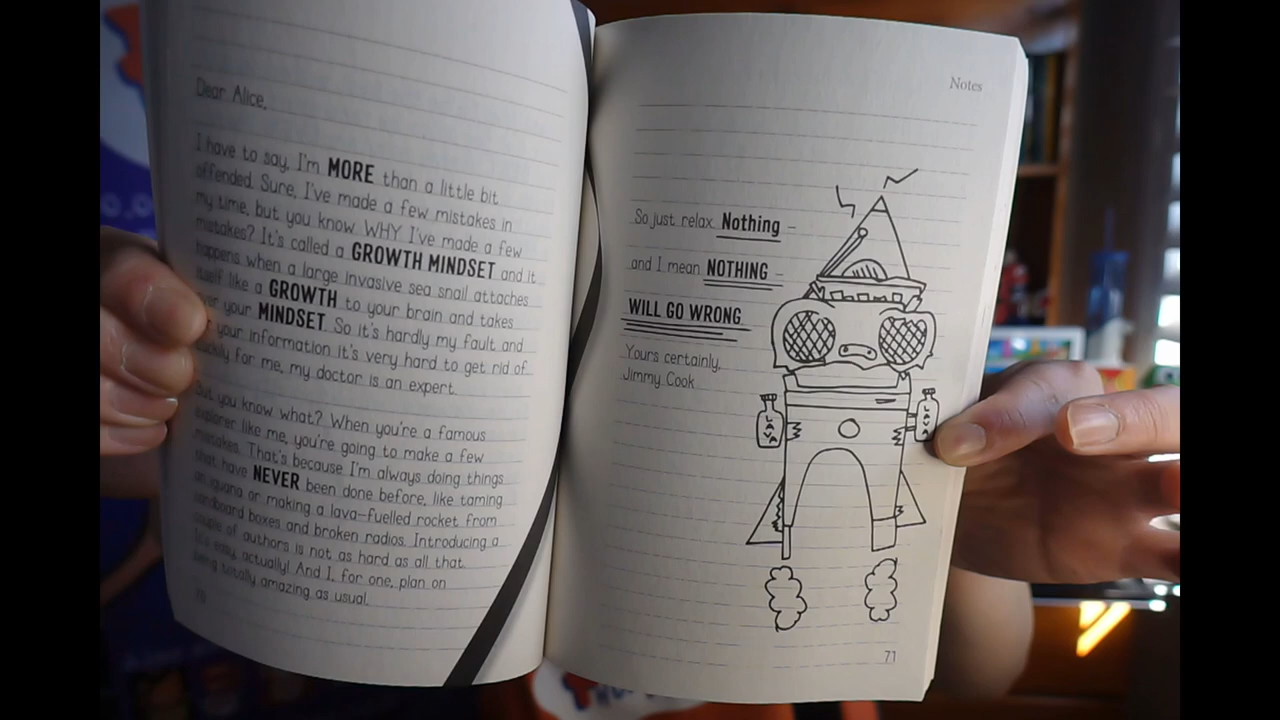 Dear Alice,
I have to say, I'm MORE than a little bit
offended. Sure, I've made a few mistakes in
my time, but you know WHY I've made a few
mistakes? It's called a GROWTH MINDSET and it
happens when a large invasive sea snail attaches
itself like a GROWTH to your brain and takes
over your MINDSET. So it's hardly my fault and
your information it's very hard to get rid of.
for me, my doctor is an expert.
But you know what? When you're a famous
explorer like me, you're going to make a few
mistakes. That's because I'm always doing things
that have NEVER been done before, like taming
an iguana or making a lava-fuelled rocket from
cardboard boxes and broken radios. Introducing a
couple of authors is not as hard as all that.
It's easy, actually! And I, for one, plan on
being totally amazing as usual.
70
Notes
So just relax. Nothing –
and I mean NOTHING –
WILL GO WRONG
Yours certainly,
Jimmy Cook
LAVA
LAVA
71